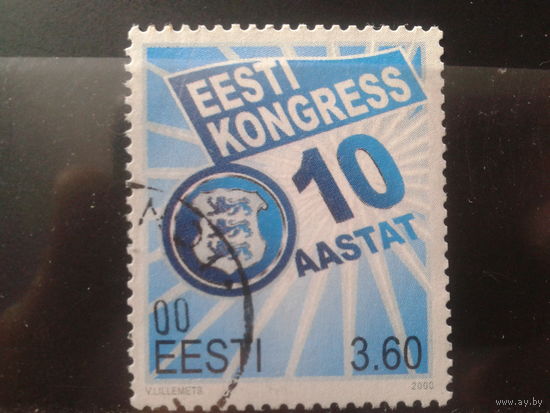 EESTI
KONGRESS
10
AASTAT
00
EESTI
3.60
V.LILLEMETS
2000
www.ay.by